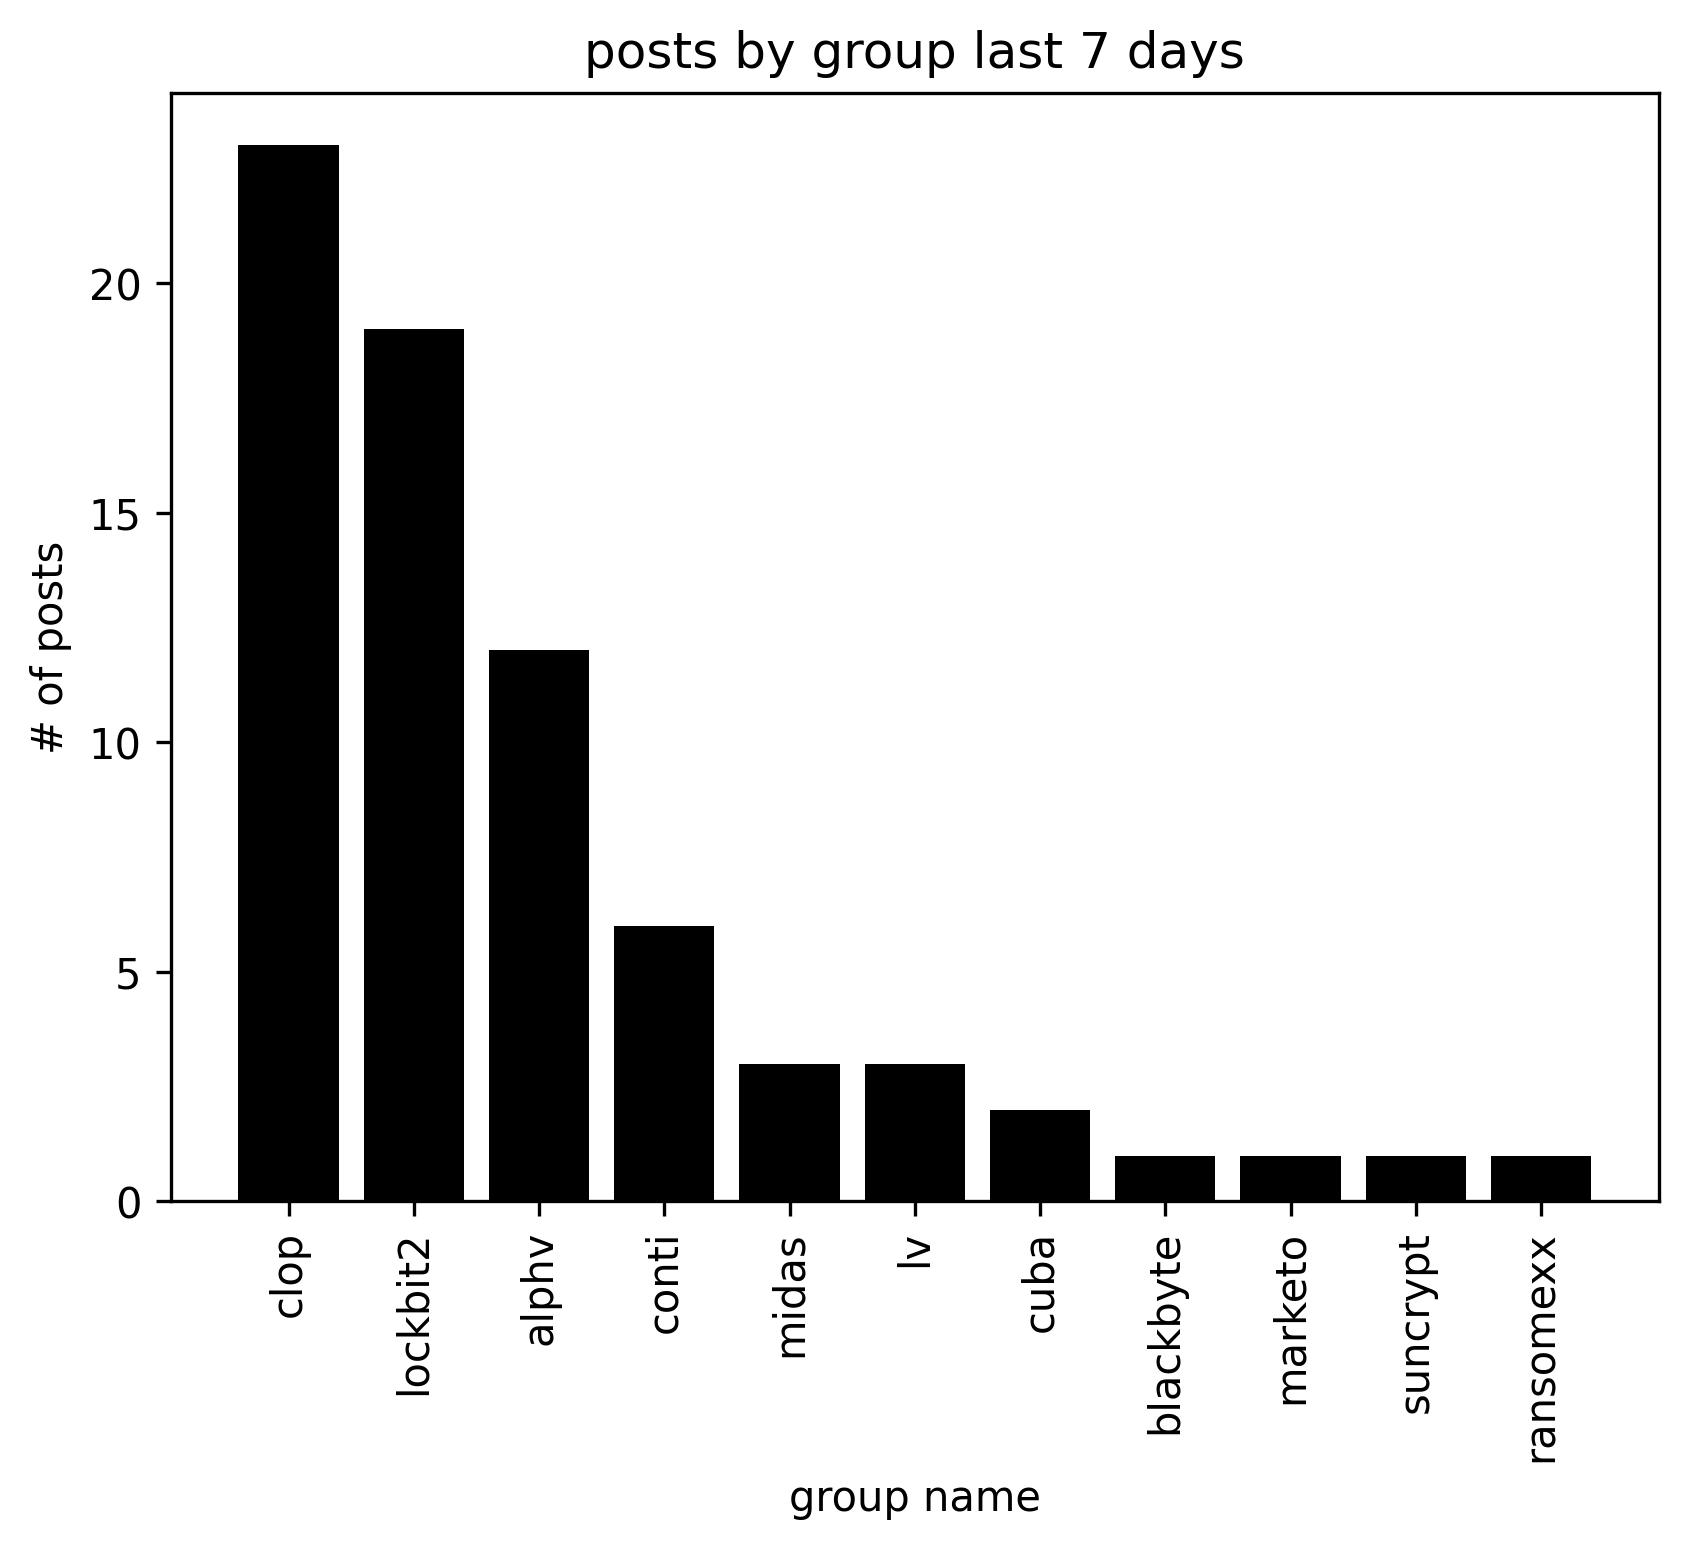 posts by group last 7 days
# of posts
20
15
10
5
0
clop
lockbit2
alphv
conti
midas
lv
cuba
blackbyte
marketo
suncrypt
ransomexx
group name